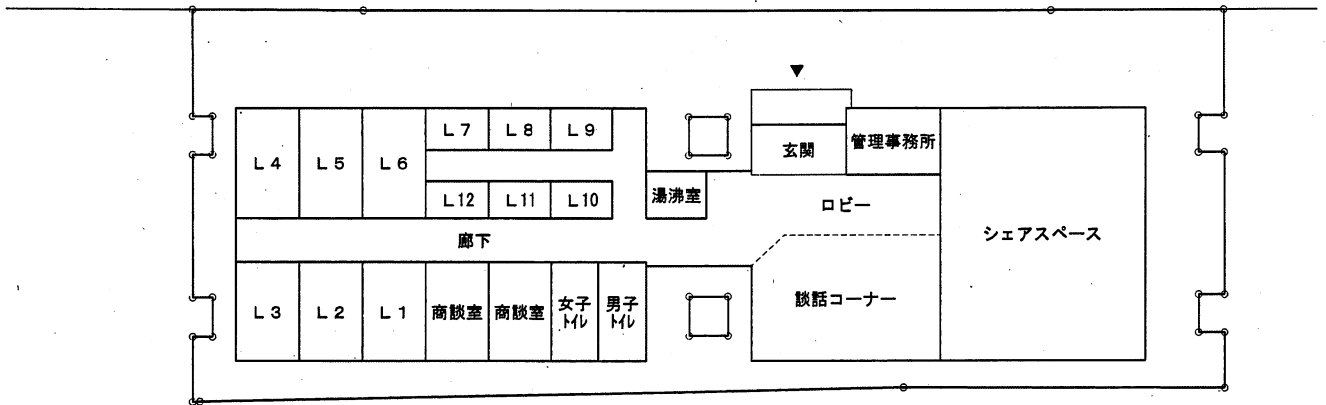 ▼
L7
L8
L9
L4
L5
L6
玄関
管理事務所
L12
L11
L10
湯沸室
ロビー
シェアスペース
廊下
L3
L2
L1
商談室
商談室
女子
トイレ
男子
トイレ
談話コーナー